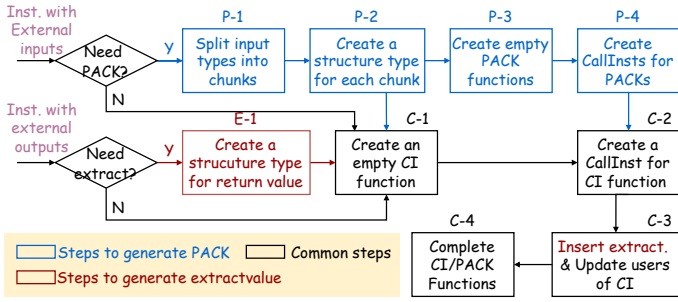 Inst. with
External
inputs
Need
PACK?
Y
N
P-1
Split input
types into
chunks
P-2
Create a
structure type
for each chunk
P-3
Create empty
PACK
functions
P-4
Create
CallInsts for
PACKs
Inst. with
external
outputs
Need
extract?
Y
N
E-1
Create a
strucuture type
for return value
C-1
Create an
empty CI
function
C-2
Create a
CallInst for
CI function
C-3
Insert extract.
& Update users
of CI
C-4
Complete
CI/PACK
Functions
Steps to generate PACK
Common steps
Steps to generate extractvalue